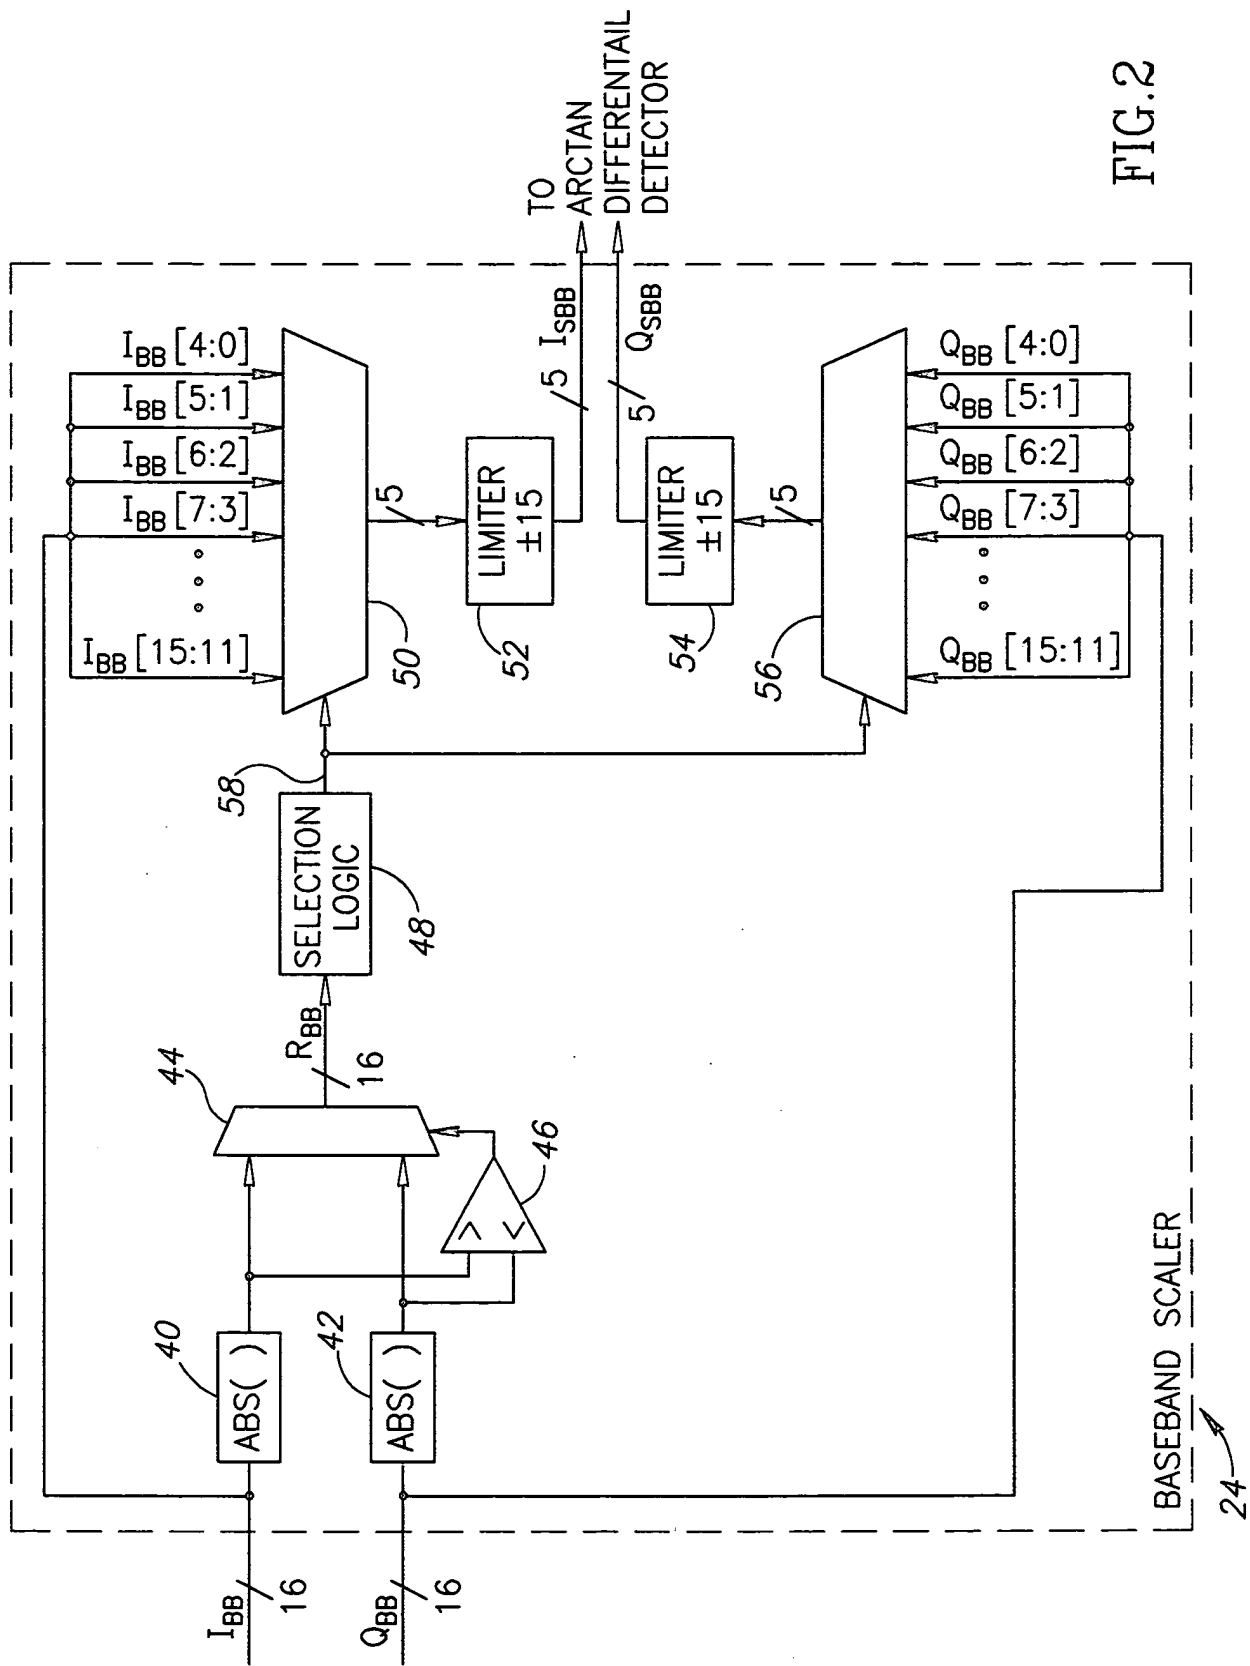 I_BB
16
Q_BB
16
ABS( )
40
ABS( )
42
44
46
> <
R_BB
16
SELECTION
LOGIC
48
58
I_BB [15:11]
I_BB [7:3]
I_BB [6:2]
I_BB [5:1]
I_BB [4:0]
50
5
LIMITER
±15
52
5
I_SBB
TO
ARCTAN
DIFFERENTAIL
DETECTOR
5
Q_SBB
LIMITER
±15
54
5
56
Q_BB [15:11]
Q_BB [7:3]
Q_BB [6:2]
Q_BB [5:1]
Q_BB [4:0]
BASEBAND SCALER
24
FIG.2